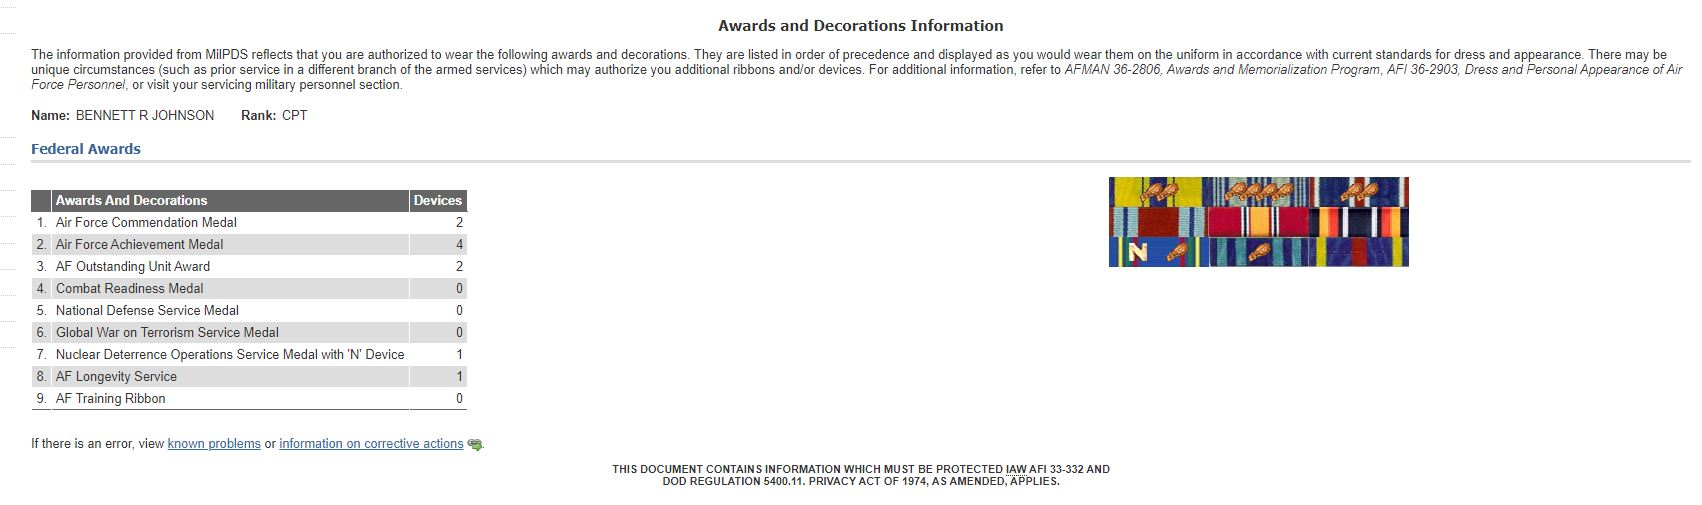 Awards and Decorations Information
The information provided from MilPDS reflects that you are authorized to wear the following awards and decorations. They are listed in order of precedence and displayed as you would wear them on the uniform in accordance with current standards for dress and appearance. There may be
unique circumstances (such as prior service in a different branch of the armed services) which may authorize you additional ribbons and/or devices. For additional information, refer to AFMAN 36-2806, Awards and Memorialization Program, AFI 36-2903, Dress and Personal Appearance of Air
Force Personnel, or visit your servicing military personnel section.
Name: BENNETT R JOHNSON Rank: CPT
Federal Awards
Awards And Decorations Devices
1. Air Force Commendation Medal 2
2. Air Force Achievement Medal 4
3. AF Outstanding Unit Award 2
4. Combat Readiness Medal 0
5. National Defense Service Medal 0
6. Global War on Terrorism Service Medal 0
7. Nuclear Deterrence Operations Service Medal with 'N' Device 1
8. AF Longevity Service 1
9. AF Training Ribbon 0
N
If there is an error, view known problems or information on corrective actions .
THIS DOCUMENT CONTAINS INFORMATION WHICH MUST BE PROTECTED IAW AFI 33-332 AND
DOD REGULATION 5400.11. PRIVACY ACT OF 1974, AS AMENDED, APPLIES.